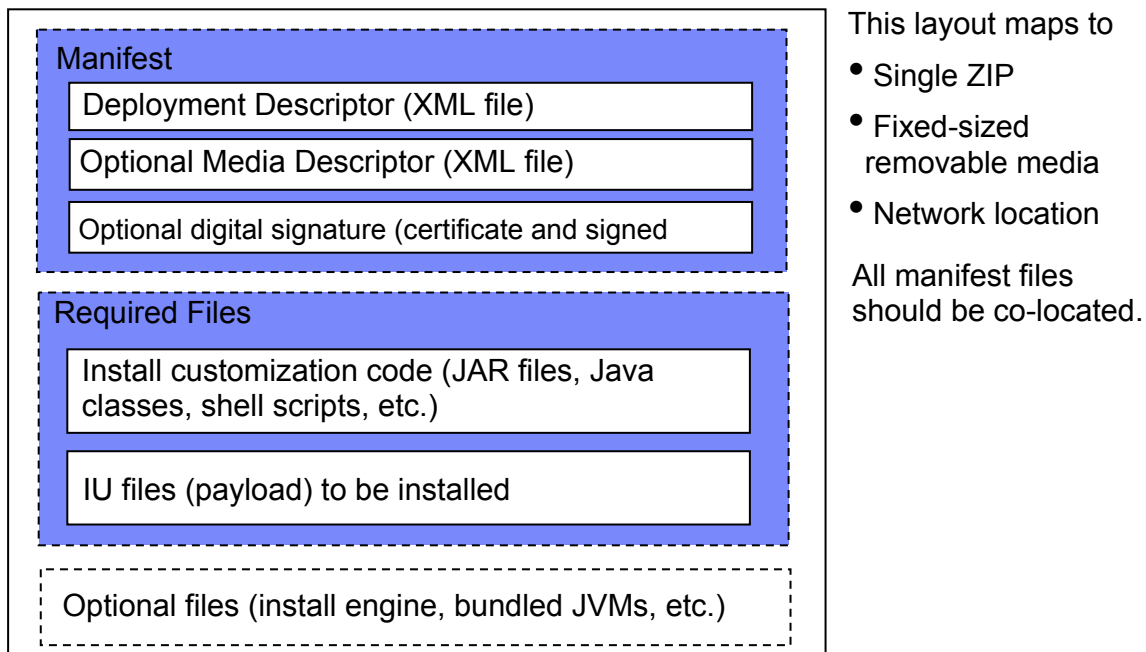 Manifest
Deployment Descriptor (XML file)
Optional Media Descriptor (XML file)
Optional digital signature (certificate and signed
Required Files
Install customization code (JAR files, Java
classes, shell scripts, etc.)
IU files (payload) to be installed
Optional files (install engine, bundled JVMs, etc.)
This layout maps to
• Single ZIP
• Fixed-sized
removable media
• Network location
All manifest files
should be co-located.